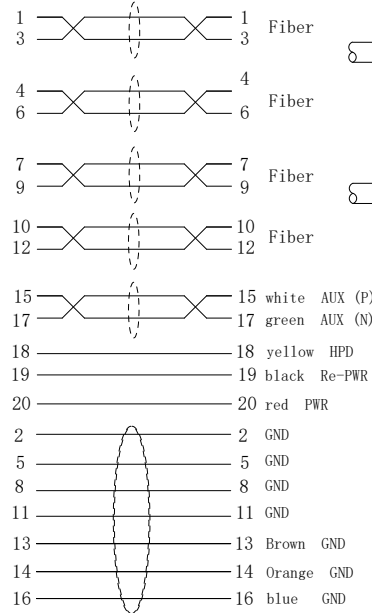 1 1 Fiber
3 3
4 4
6 6 Fiber
7 7
9 9 Fiber
10 10
12 12 Fiber
15 15 white AUX (P)
17 17 green AUX (N)
18 18 yellow HPD
19 19 black Re-PWR
20 20 red PWR
2 2 GND
5 5 GND
8 8 GND
11 11 GND
13 13 Brown GND
14 14 Orange GND
16 16 blue GND